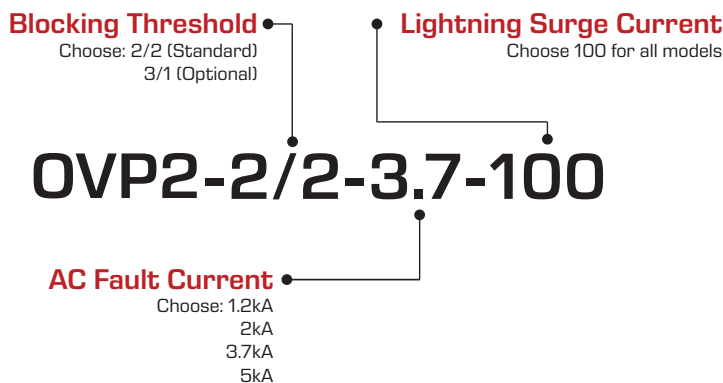 Blocking Threshold
Choose: 2/2 (Standard)
3/1 (Optional)
Lightning Surge Current
Choose 100 for all models
OVP2-2/2-3.7-100
AC Fault Current
Choose: 1.2kA
2kA
3.7kA
5kA